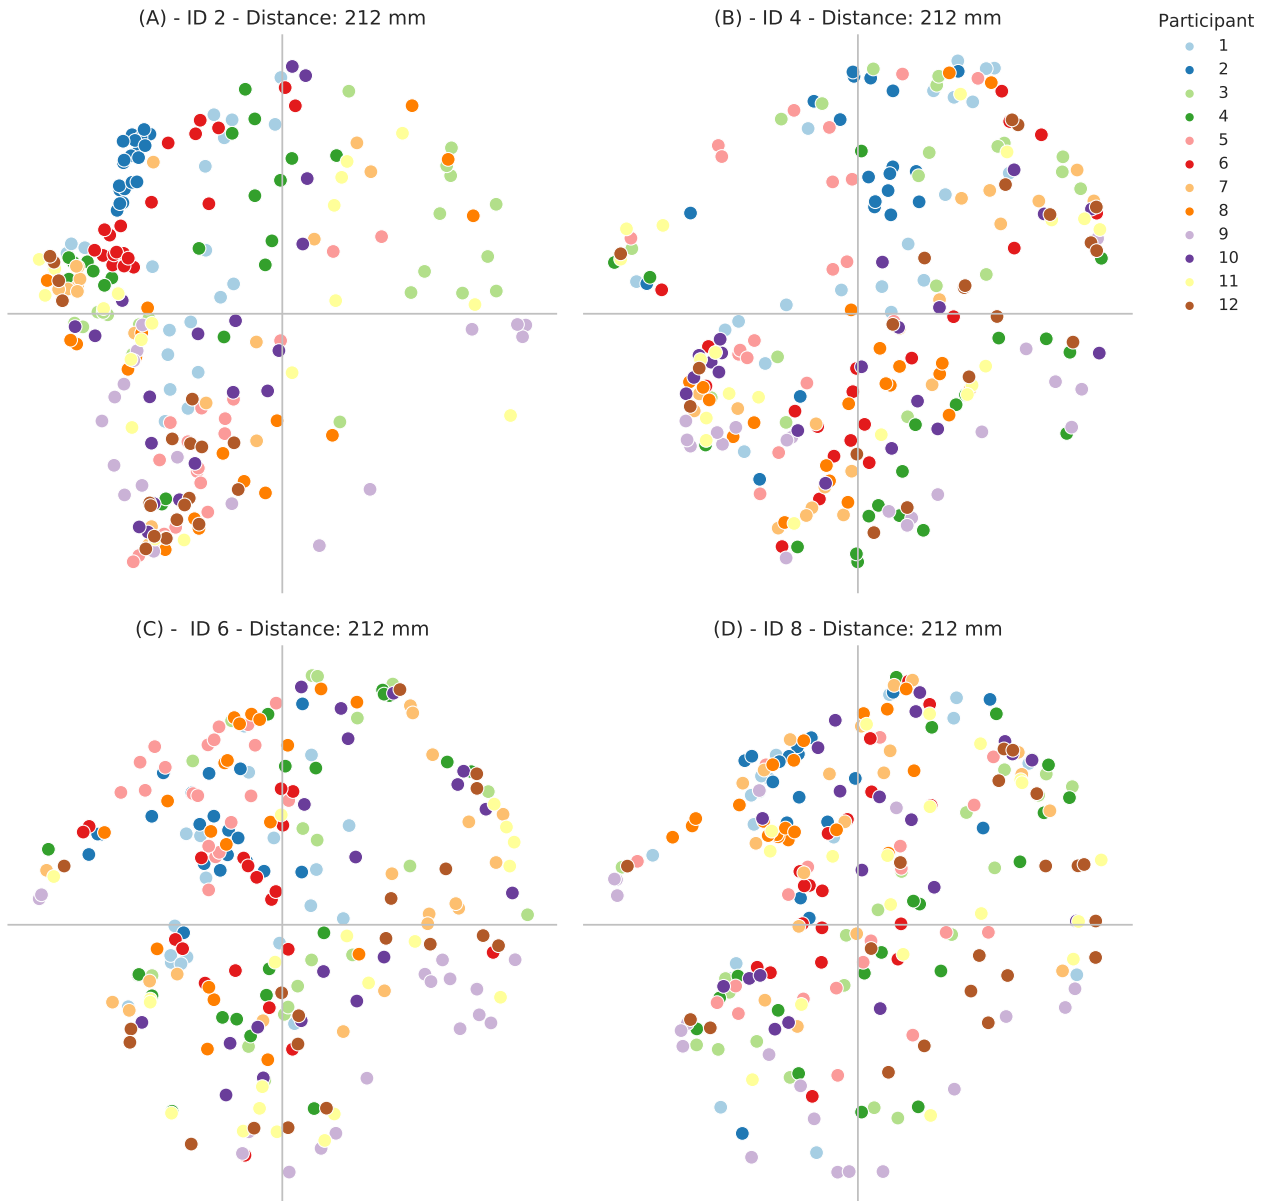 (A) - ID 2 - Distance: 212 mm
(B) - ID 4 - Distance: 212 mm
Participant
1
2
3
4
5
6
7
8
9
10
11
12
(C) -  ID 6 - Distance: 212 mm
(D) - ID 8 - Distance: 212 mm